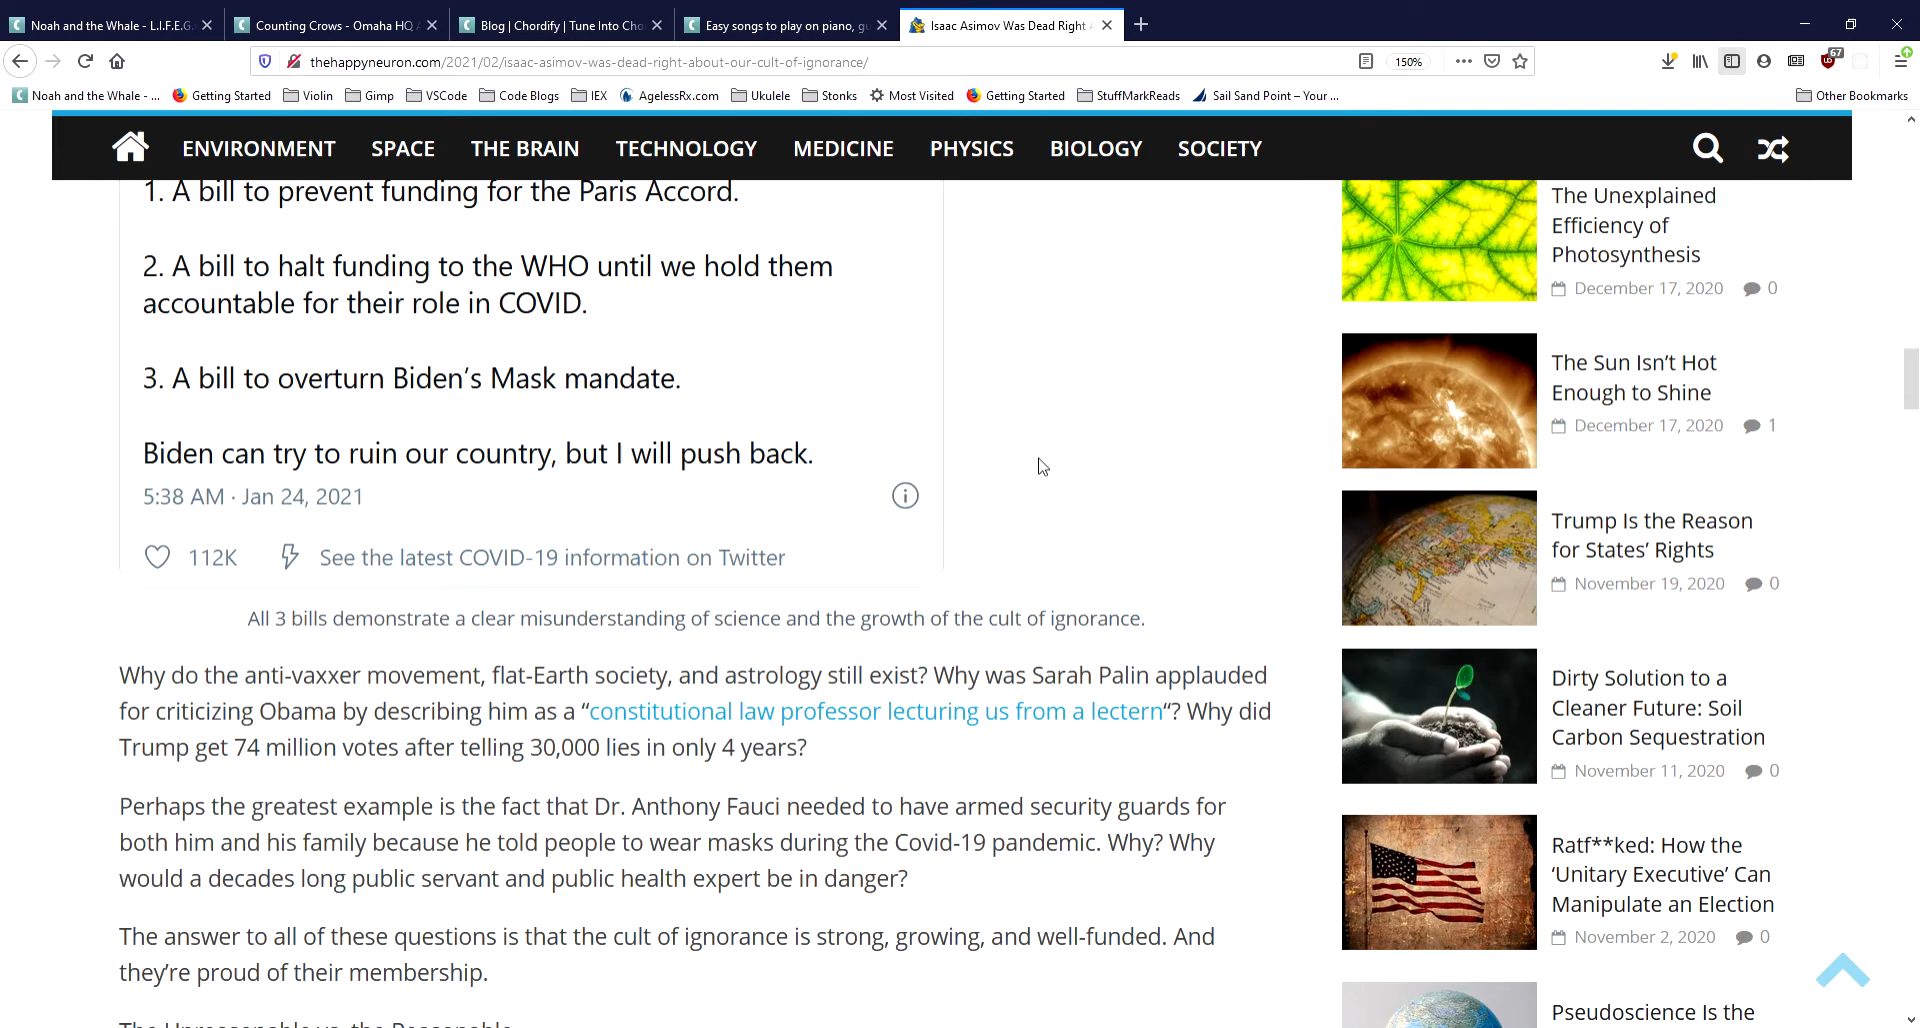 Noah and the Whale - L.I.F.E.G.
Counting Crows - Omaha HQ
Blog | Chordify | Tune Into Cho
Easy songs to play on piano, gu
Isaac Asimov Was Dead Right A
thehappyneuron.com/2021/02/isaac-asimov-was-dead-right-about-our-cult-of-ignorance/
150%
67
Noah and the Whale - ...
Getting Started
Violin
Gimp
VSCode
Code Blogs
IEX
AgelessRx.com
Ukulele
Stonks
Most Visited
Getting Started
StuffMarkReads
Sail Sand Point – Your ...
Other Bookmarks
ENVIRONMENT SPACE THE BRAIN TECHNOLOGY MEDICINE PHYSICS BIOLOGY SOCIETY
1. A bill to prevent funding for the Paris Accord.
2. A bill to halt funding to the WHO until we hold them
accountable for their role in COVID.
3. A bill to overturn Biden's Mask mandate.
Biden can try to ruin our country, but I will push back.
5:38 AM · Jan 24, 2021
112K See the latest COVID-19 information on Twitter
All 3 bills demonstrate a clear misunderstanding of science and the growth of the cult of ignorance.
Why do the anti-vaxxer movement, flat-Earth society, and astrology still exist? Why was Sarah Palin applauded
for criticizing Obama by describing him as a “constitutional law professor lecturing us from a lectern“? Why did
Trump get 74 million votes after telling 30,000 lies in only 4 years?
Perhaps the greatest example is the fact that Dr. Anthony Fauci needed to have armed security guards for
both him and his family because he told people to wear masks during the Covid-19 pandemic. Why? Why
would a decades long public servant and public health expert be in danger?
The answer to all of these questions is that the cult of ignorance is strong, growing, and well-funded. And
they’re proud of their membership.
The Unreasonable vs. the Reasonable
The Unexplained
Efficiency of
Photosynthesis
December 17, 2020 0
The Sun Isn’t Hot
Enough to Shine
December 17, 2020 1
Trump Is the Reason
for States’ Rights
November 19, 2020 0
Dirty Solution to a
Cleaner Future: Soil
Carbon Sequestration
November 11, 2020 0
Ratf**ked: How the
‘Unitary Executive’ Can
Manipulate an Election
November 2, 2020 0
Pseudoscience Is the